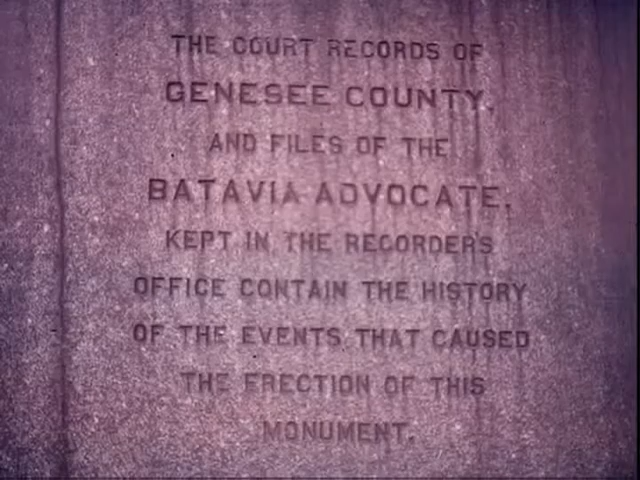 THE COURT RECORDS OF
GENESEE COUNTY,
AND FILES OF THE
BATAVIA ADVOCATE,
KEPT IN THE RECORDER'S
OFFICE CONTAIN THE HISTORY
OF THE EVENTS THAT CAUSED
THE ERECTION OF THIS
MONUMENT.